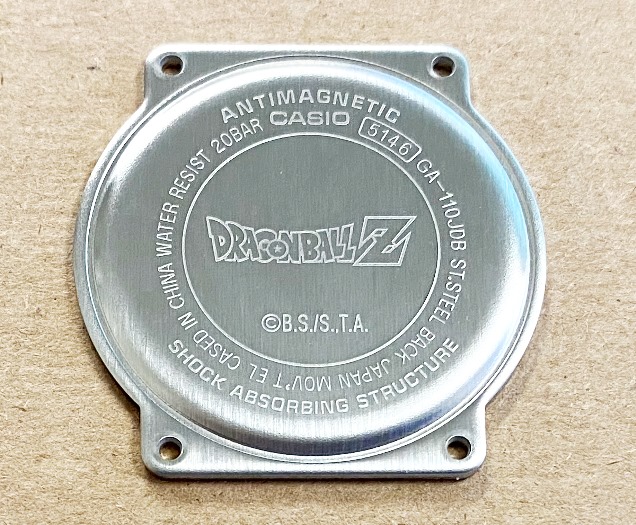 ANTIMAGNETIC
CASIO 5146 GA-110JDB ST.STEEL BACK JAPAN MOV'T EL CASED IN CHINA WATER RESIST 20BAR
SHOCK ABSORBING STRUCTURE
DRAGONBALL Z
©B.S./S.,T.A.